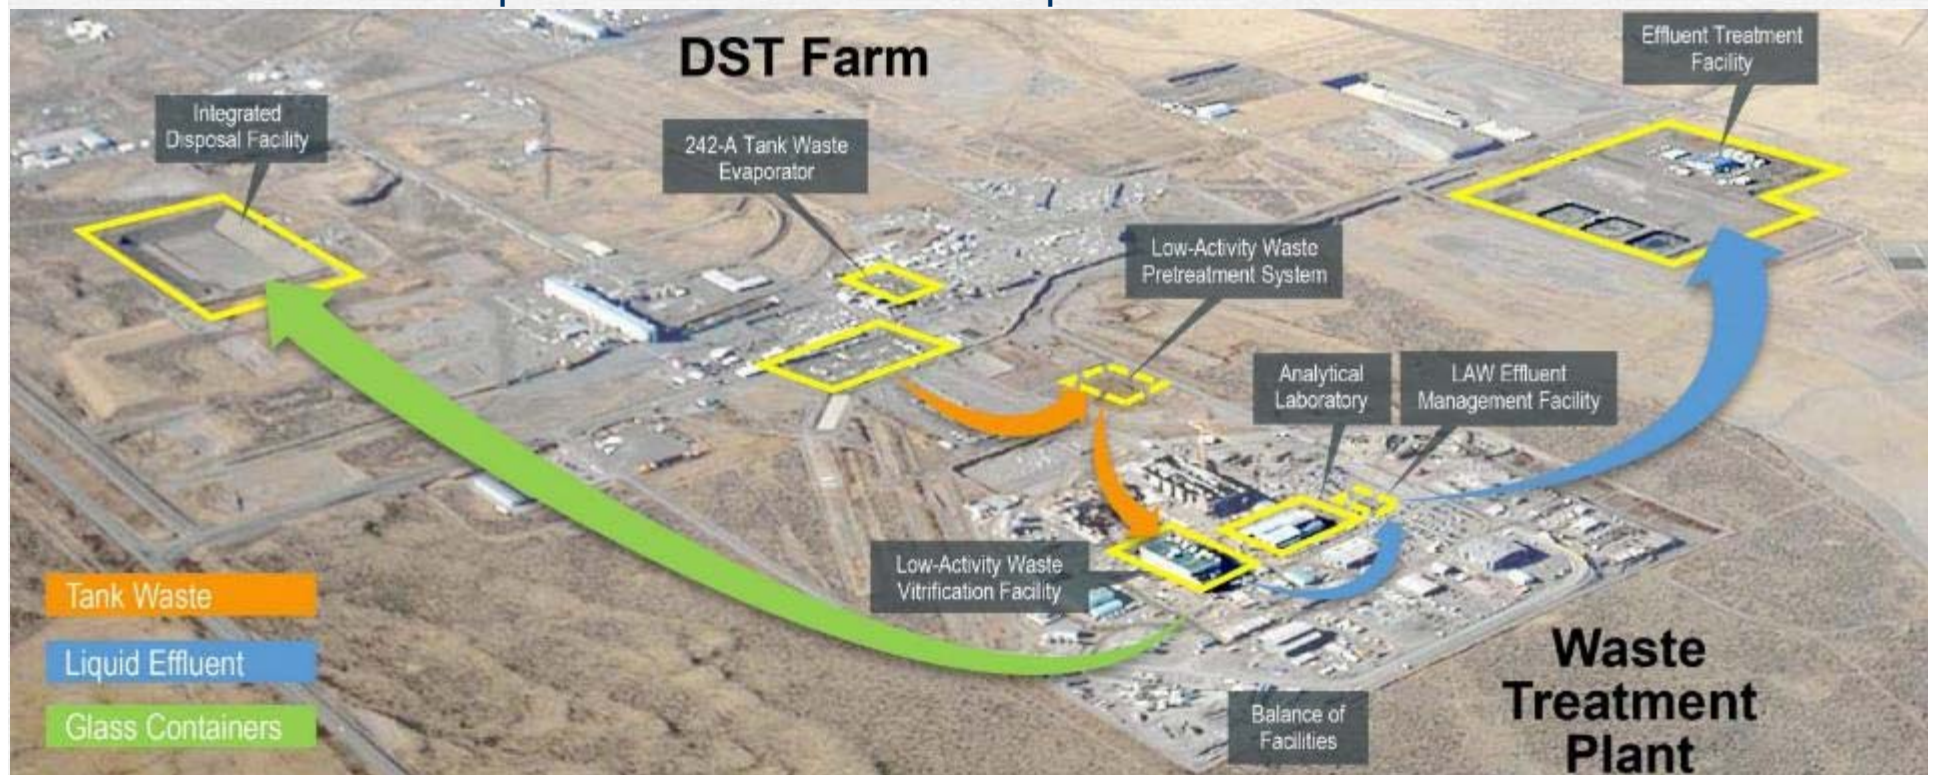 DST Farm
Effluent Treatment
Facility
Integrated
Disposal Facility
242-A Tank Waste
Evaporator
Low-Activity Waste
Pretreatment System
Analytical
Laboratory
LAW Effluent
Management Facility
Low-Activity Waste
Vitrification Facility
Tank Waste
Liquid Effluent
Glass Containers
Balance of
Facilities
Waste
Treatment
Plant